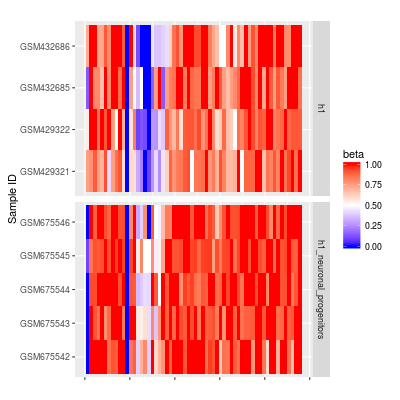 GSM432686
GSM432685
GSM429322
GSM429321
h1
GSM675546
GSM675545
GSM675544
GSM675543
GSM675542
h1_neuronal_progenitors
Sample ID
beta
1.00
0.75
0.50
0.25
0.00